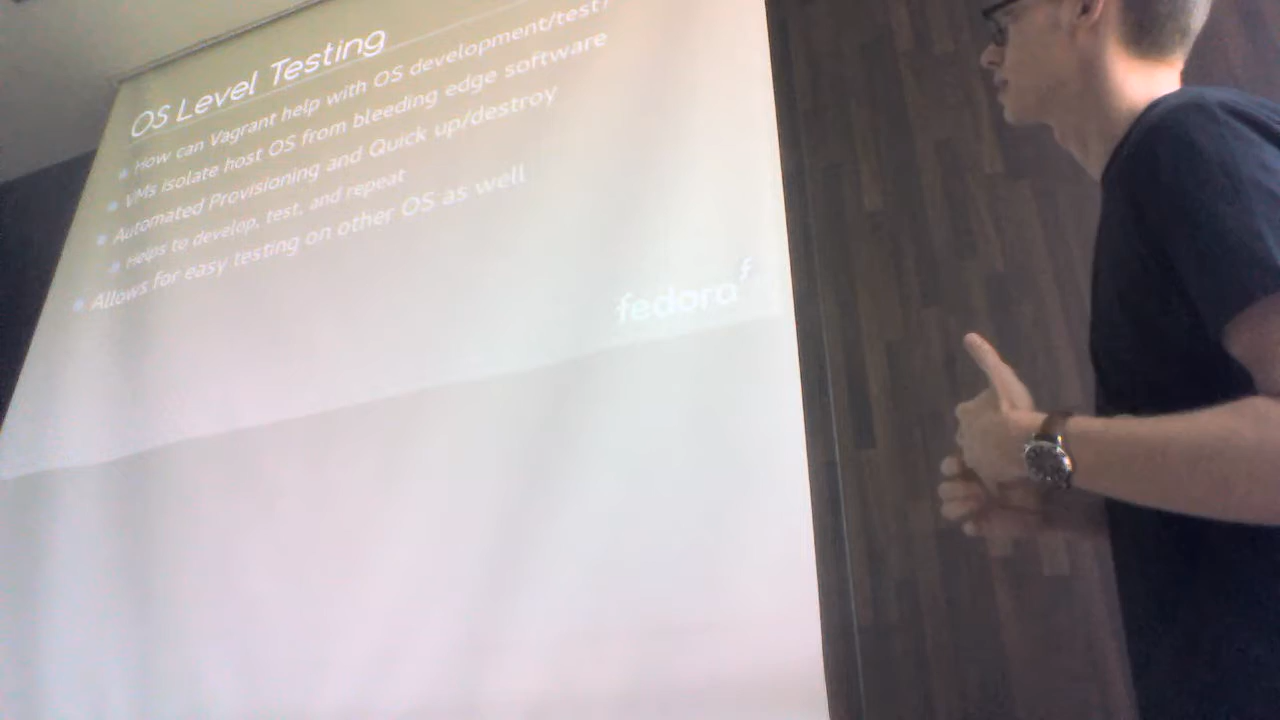 OS Level Testing
How can Vagrant help with OS development/test?
VMs isolate host OS from bleeding edge software
Automated Provisioning and Quick up/destroy
Helps to develop, test, and repeat
Allows for easy testing on other OS as well
fedora